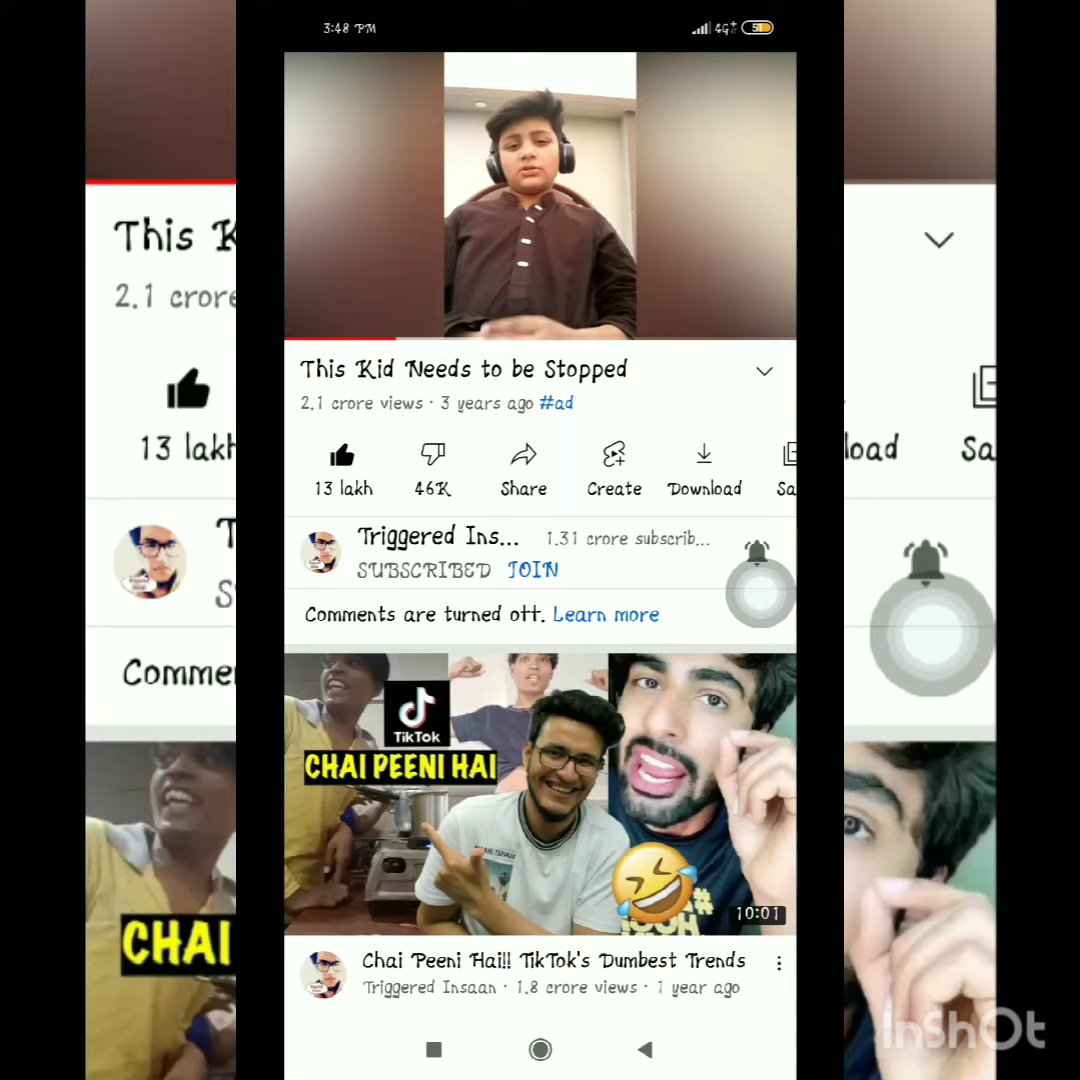 3:48 PM
4G+
51
This Kid Needs to be Stopped
2.1 crore views · 3 years ago #ad
13 lakh
46K
Share
Create
Download
Sa
Triggered Ins... 1.31 crore subscrib...
SUBSCRIBED JOIN
Comments are turned off. Learn more
TikTok
CHAI PEENI HAI
10:01
Chai Peeni Hai!! TikTok's Dumbest Trends
Triggered Insaan · 1.8 crore views · 1 year ago
This K
2.1 crore
13 lakh
T
S
Comme
CHAI
load
Sa
InShOt